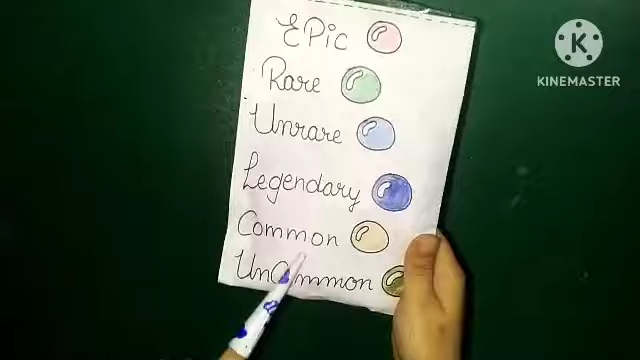 EPic
Rare
Unrare
Legendary
Common
UnCommon
K
KINEMASTER